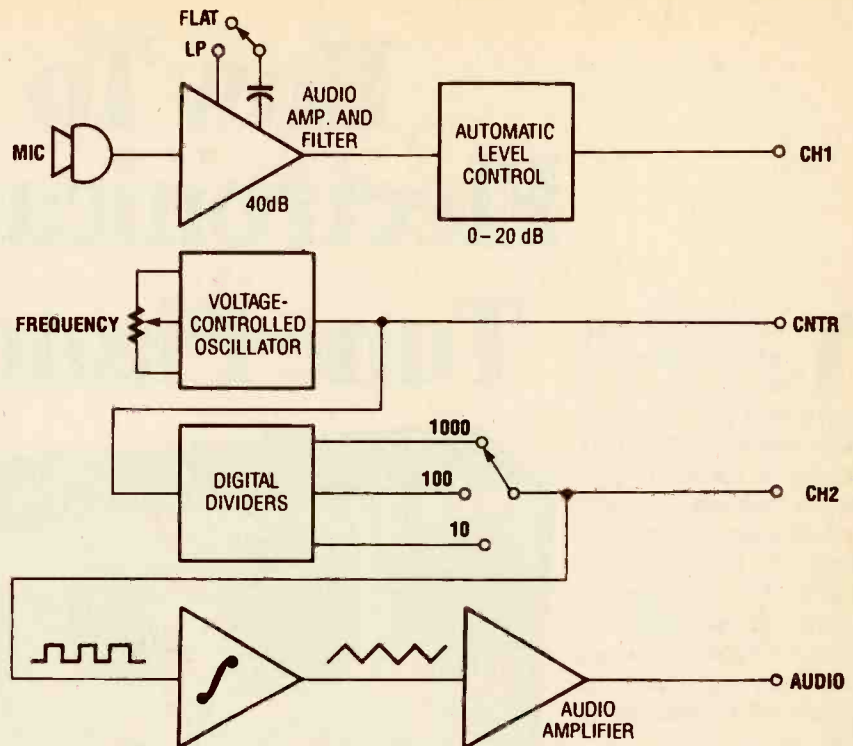 FLAT
LP
MIC
AUDIO
AMP. AND
FILTER
40dB
AUTOMATIC
LEVEL
CONTROL
0–20 dB
CH1
FREQUENCY
VOLTAGE-
CONTROLLED
OSCILLATOR
CNTR
DIGITAL
DIVIDERS
1000
100
10
CH2
∫
AUDIO
AMPLIFIER
AUDIO